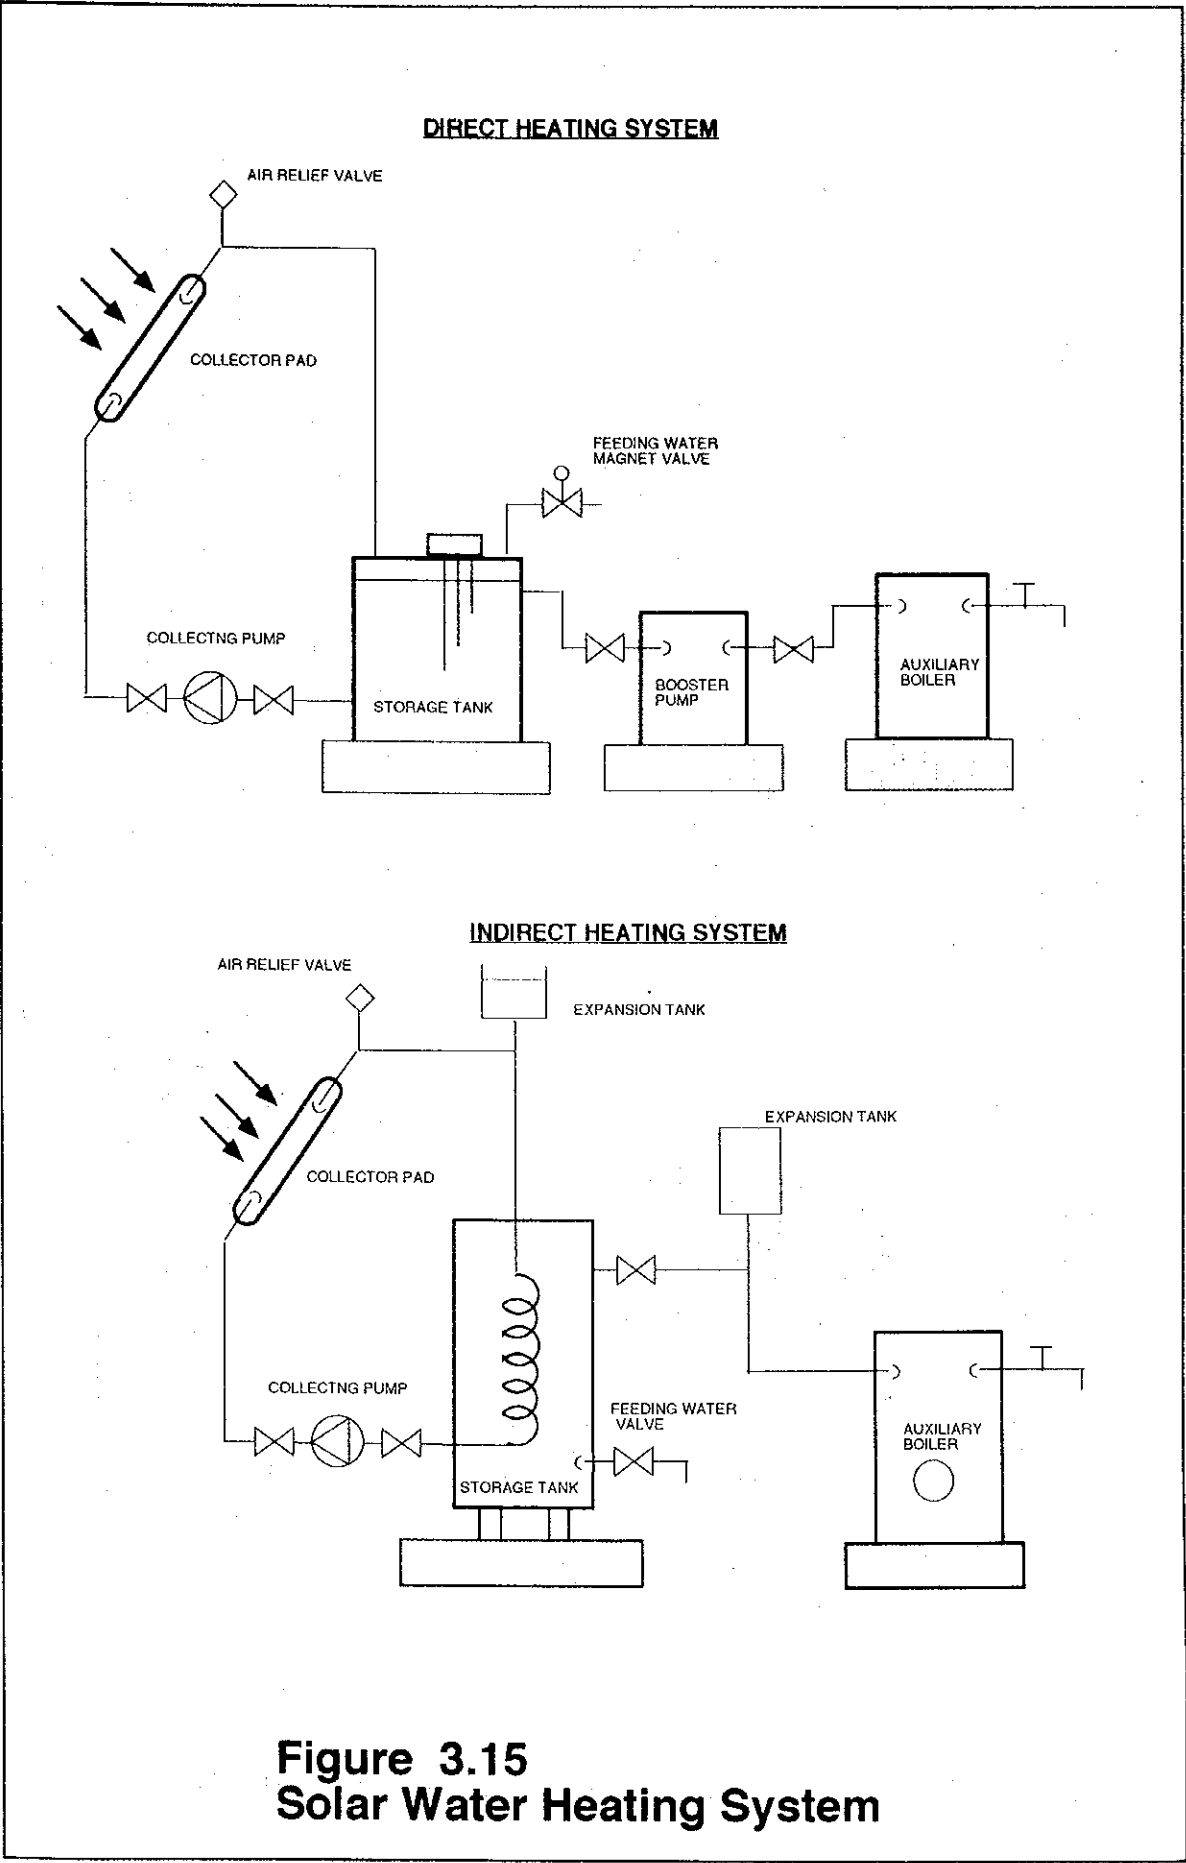 DIRECT HEATING SYSTEM
AIR RELIEF VALVE
COLLECTOR PAD
FEEDING WATER
MAGNET VALVE
COLLECTNG PUMP
STORAGE TANK
BOOSTER
PUMP
AUXILIARY
BOILER
INDIRECT HEATING SYSTEM
AIR RELIEF VALVE
EXPANSION TANK
EXPANSION TANK
COLLECTOR PAD
COLLECTNG PUMP
FEEDING WATER
VALVE
AUXILIARY
BOILER
STORAGE TANK
Figure 3.15
Solar Water Heating System